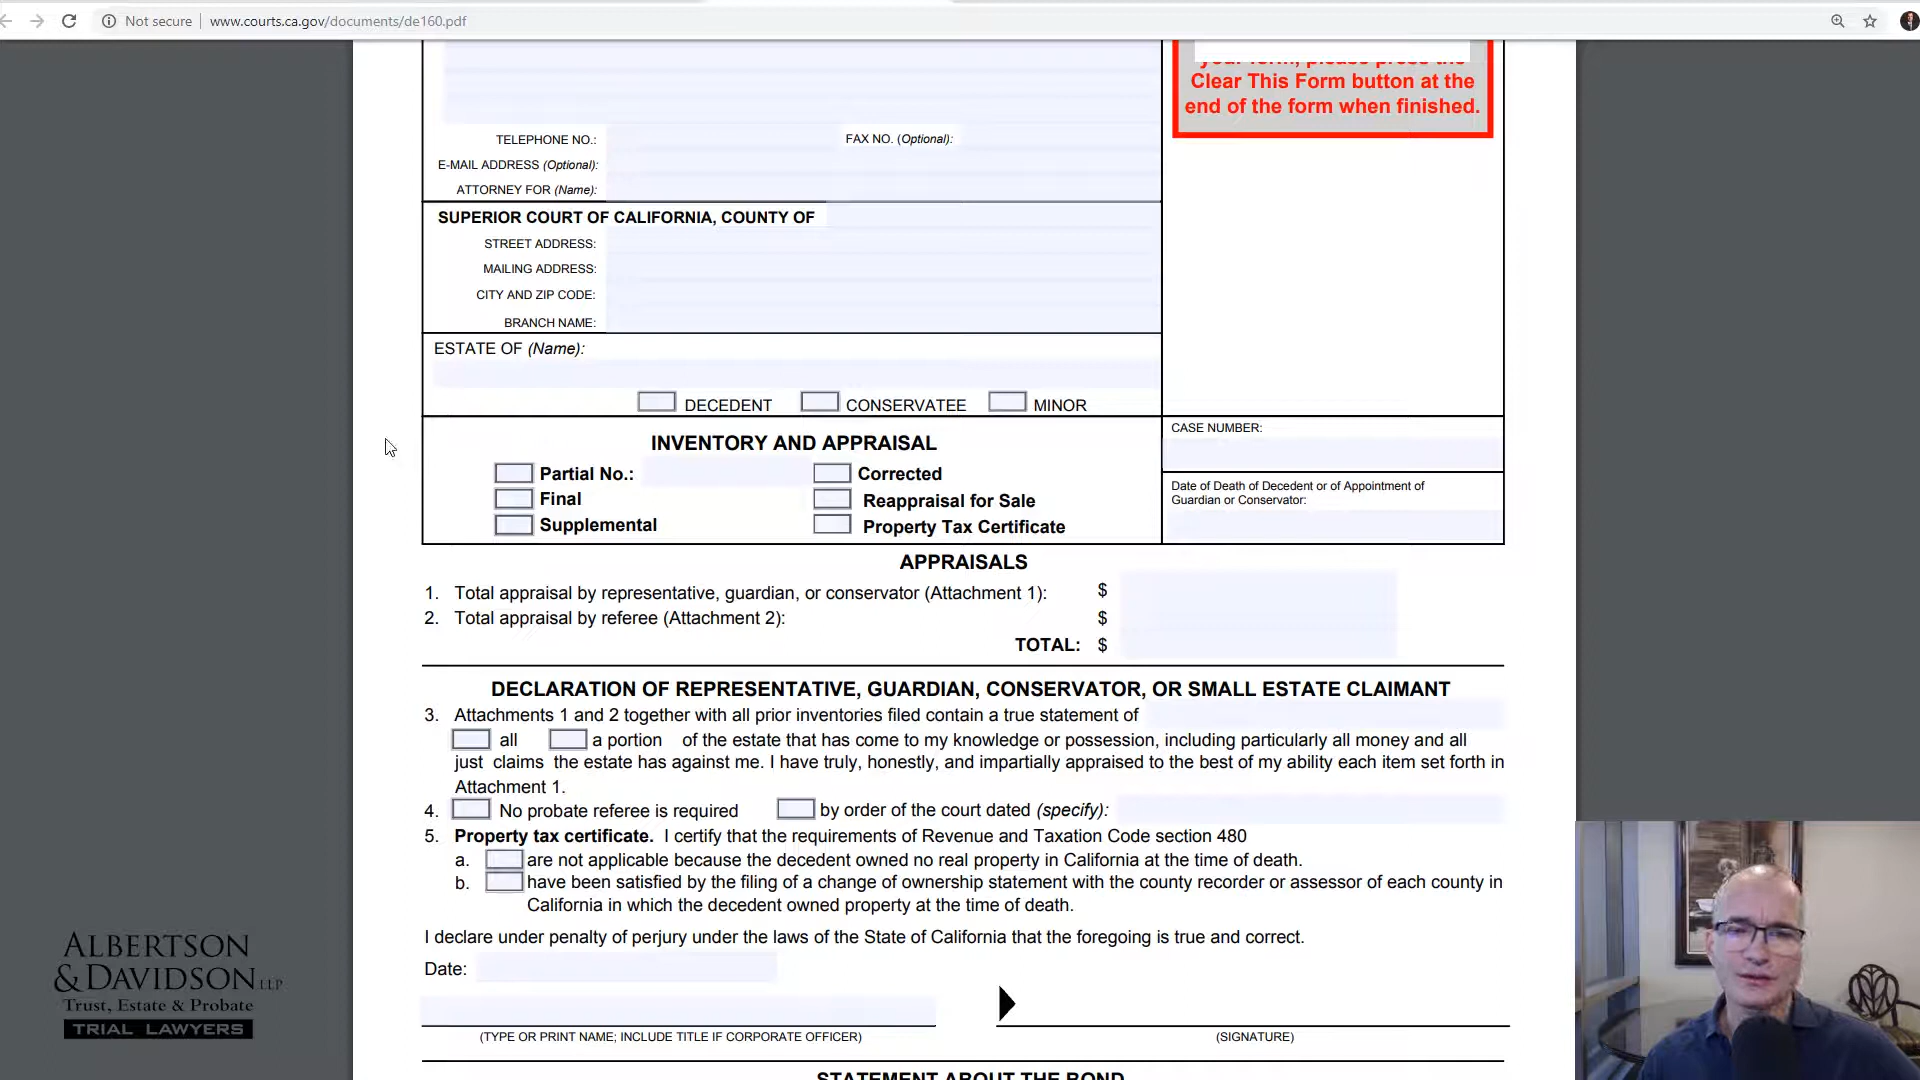 Not secure
www.courts.ca.gov/documents/de160.pdf
your form, please press the
Clear This Form button at the
end of the form when finished.
TELEPHONE NO.:
FAX NO. (Optional):
E-MAIL ADDRESS (Optional):
ATTORNEY FOR (Name):
SUPERIOR COURT OF CALIFORNIA, COUNTY OF
STREET ADDRESS:
MAILING ADDRESS:
CITY AND ZIP CODE:
BRANCH NAME:
ESTATE OF (Name):
DECEDENT CONSERVATEE MINOR
INVENTORY AND APPRAISAL
Partial No.: Corrected
Final Reappraisal for Sale
Supplemental Property Tax Certificate
CASE NUMBER:
Date of Death of Decedent or of Appointment of
Guardian or Conservator:
APPRAISALS
1. Total appraisal by representative, guardian, or conservator (Attachment 1): $
2. Total appraisal by referee (Attachment 2): $
TOTAL: $
DECLARATION OF REPRESENTATIVE, GUARDIAN, CONSERVATOR, OR SMALL ESTATE CLAIMANT
3. Attachments 1 and 2 together with all prior inventories filed contain a true statement of
all a portion of the estate that has come to my knowledge or possession, including particularly all money and all
just claims the estate has against me. I have truly, honestly, and impartially appraised to the best of my ability each item set forth in
Attachment 1.
4. No probate referee is required by order of the court dated (specify):
5. Property tax certificate. I certify that the requirements of Revenue and Taxation Code section 480
a. are not applicable because the decedent owned no real property in California at the time of death.
b. have been satisfied by the filing of a change of ownership statement with the county recorder or assessor of each county in
California in which the decedent owned property at the time of death.
I declare under penalty of perjury under the laws of the State of California that the foregoing is true and correct.
Date:
(TYPE OR PRINT NAME; INCLUDE TITLE IF CORPORATE OFFICER)
(SIGNATURE)
STATEMENT ABOUT THE BOND
ALBERTSON
& DAVIDSON LLP
Trust, Estate & Probate
TRIAL LAWYERS